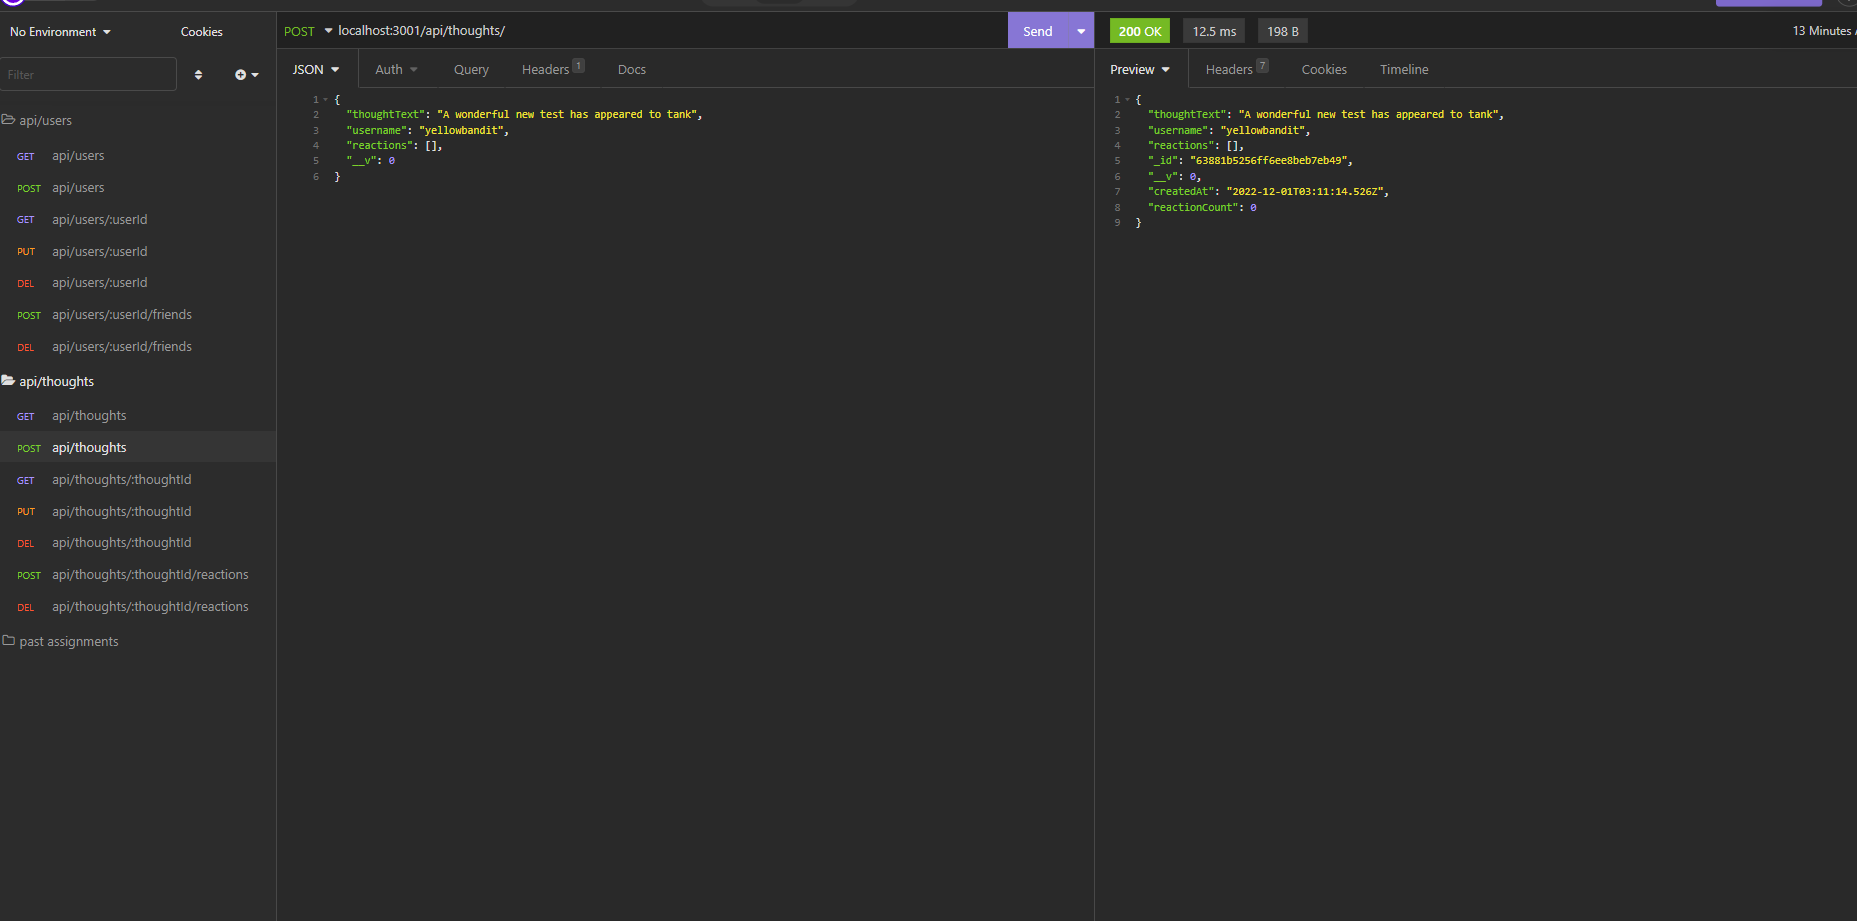 No Environment
Cookies
Filter
api/users
GET api/users
POST api/users
GET api/users/:userId
PUT api/users/:userId
DEL api/users/:userId
POST api/users/:userId/friends
DEL api/users/:userId/friends
api/thoughts
GET api/thoughts
POST api/thoughts
GET api/thoughts/:thoughtId
PUT api/thoughts/:thoughtId
DEL api/thoughts/:thoughtId
POST api/thoughts/:thoughtId/reactions
DEL api/thoughts/:thoughtId/reactions
past assignments
POST localhost:3001/api/thoughts/
Send
JSON Auth Query Headers 1 Docs
1 {
2 "thoughtText": "A wonderful new test has appeared to tank",
3 "username": "yellowbandit",
4 "reactions": [],
5 "__v": 0
6 }
200 OK 12.5 ms 198 B
13 Minutes
Preview Headers 7 Cookies Timeline
1 {
2 "thoughtText": "A wonderful new test has appeared to tank",
3 "username": "yellowbandit",
4 "reactions": [],
5 "_id": "63881b5256ff6ee8beb7eb49",
6 "__v": 0,
7 "createdAt": "2022-12-01T03:11:14.526Z",
8 "reactionCount": 0
9 }